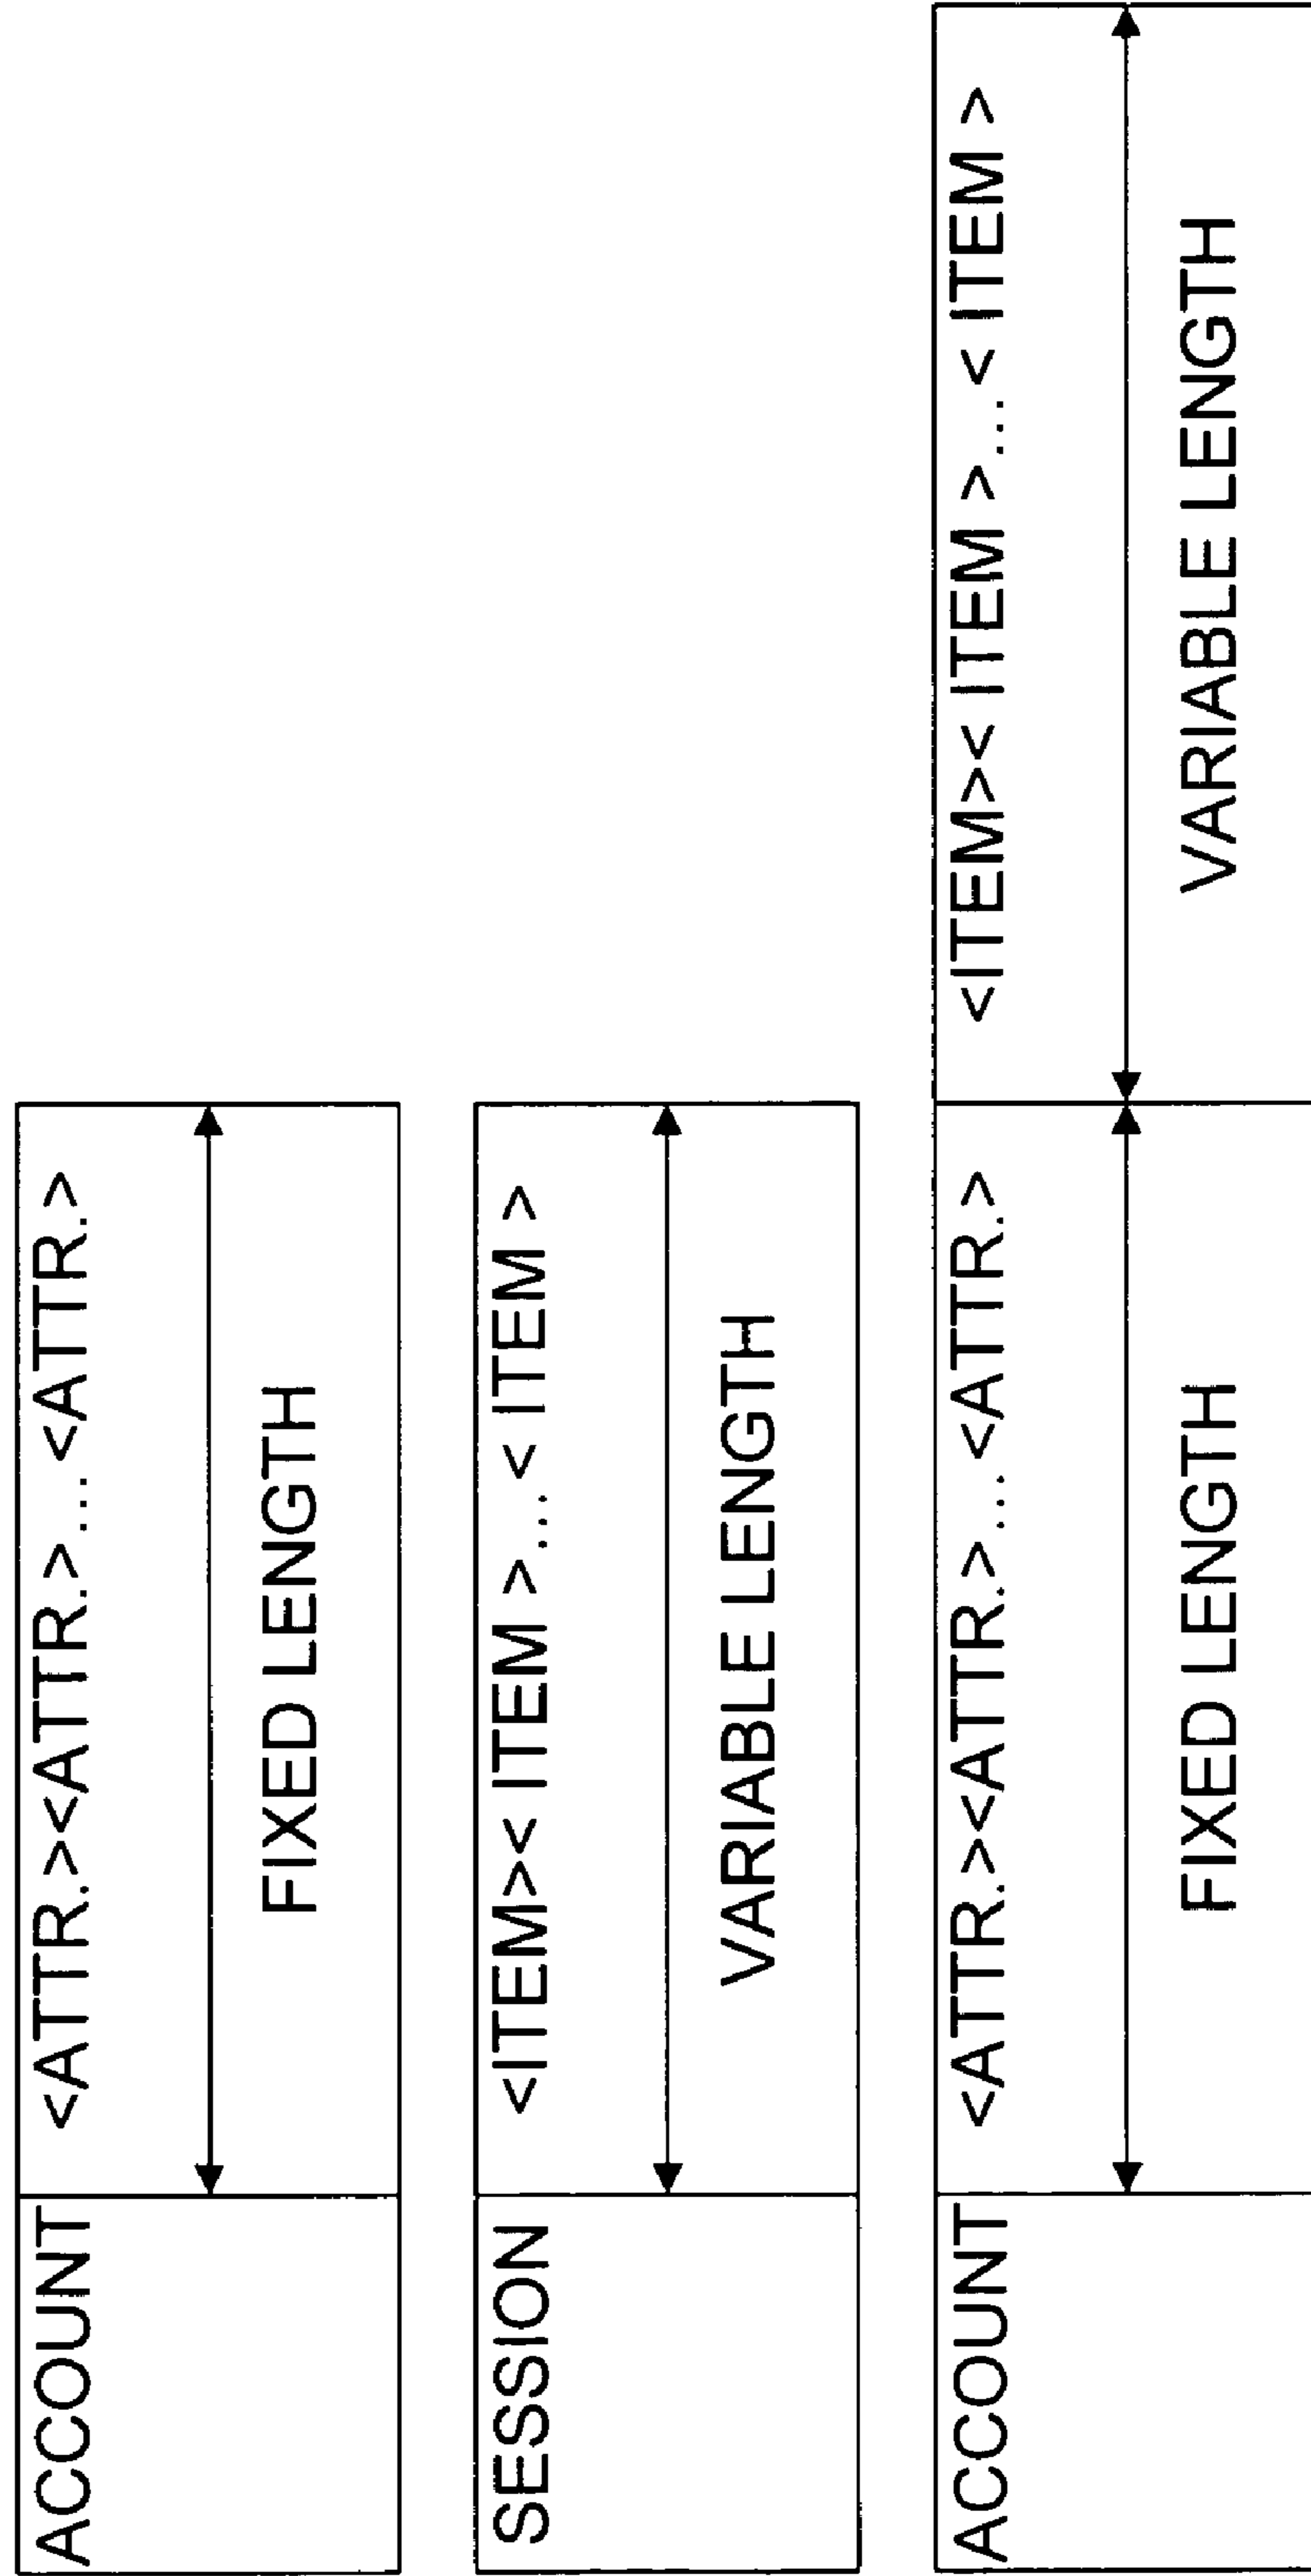 ACCOUNT <ATTR.><ATTR.>...<ATTR.>
FIXED LENGTH
SESSION <ITEM>< ITEM >...< ITEM >
VARIABLE LENGTH
ACCOUNT <ATTR.><ATTR.>...<ATTR.> <ITEM>< ITEM >...< ITEM >
FIXED LENGTH VARIABLE LENGTH